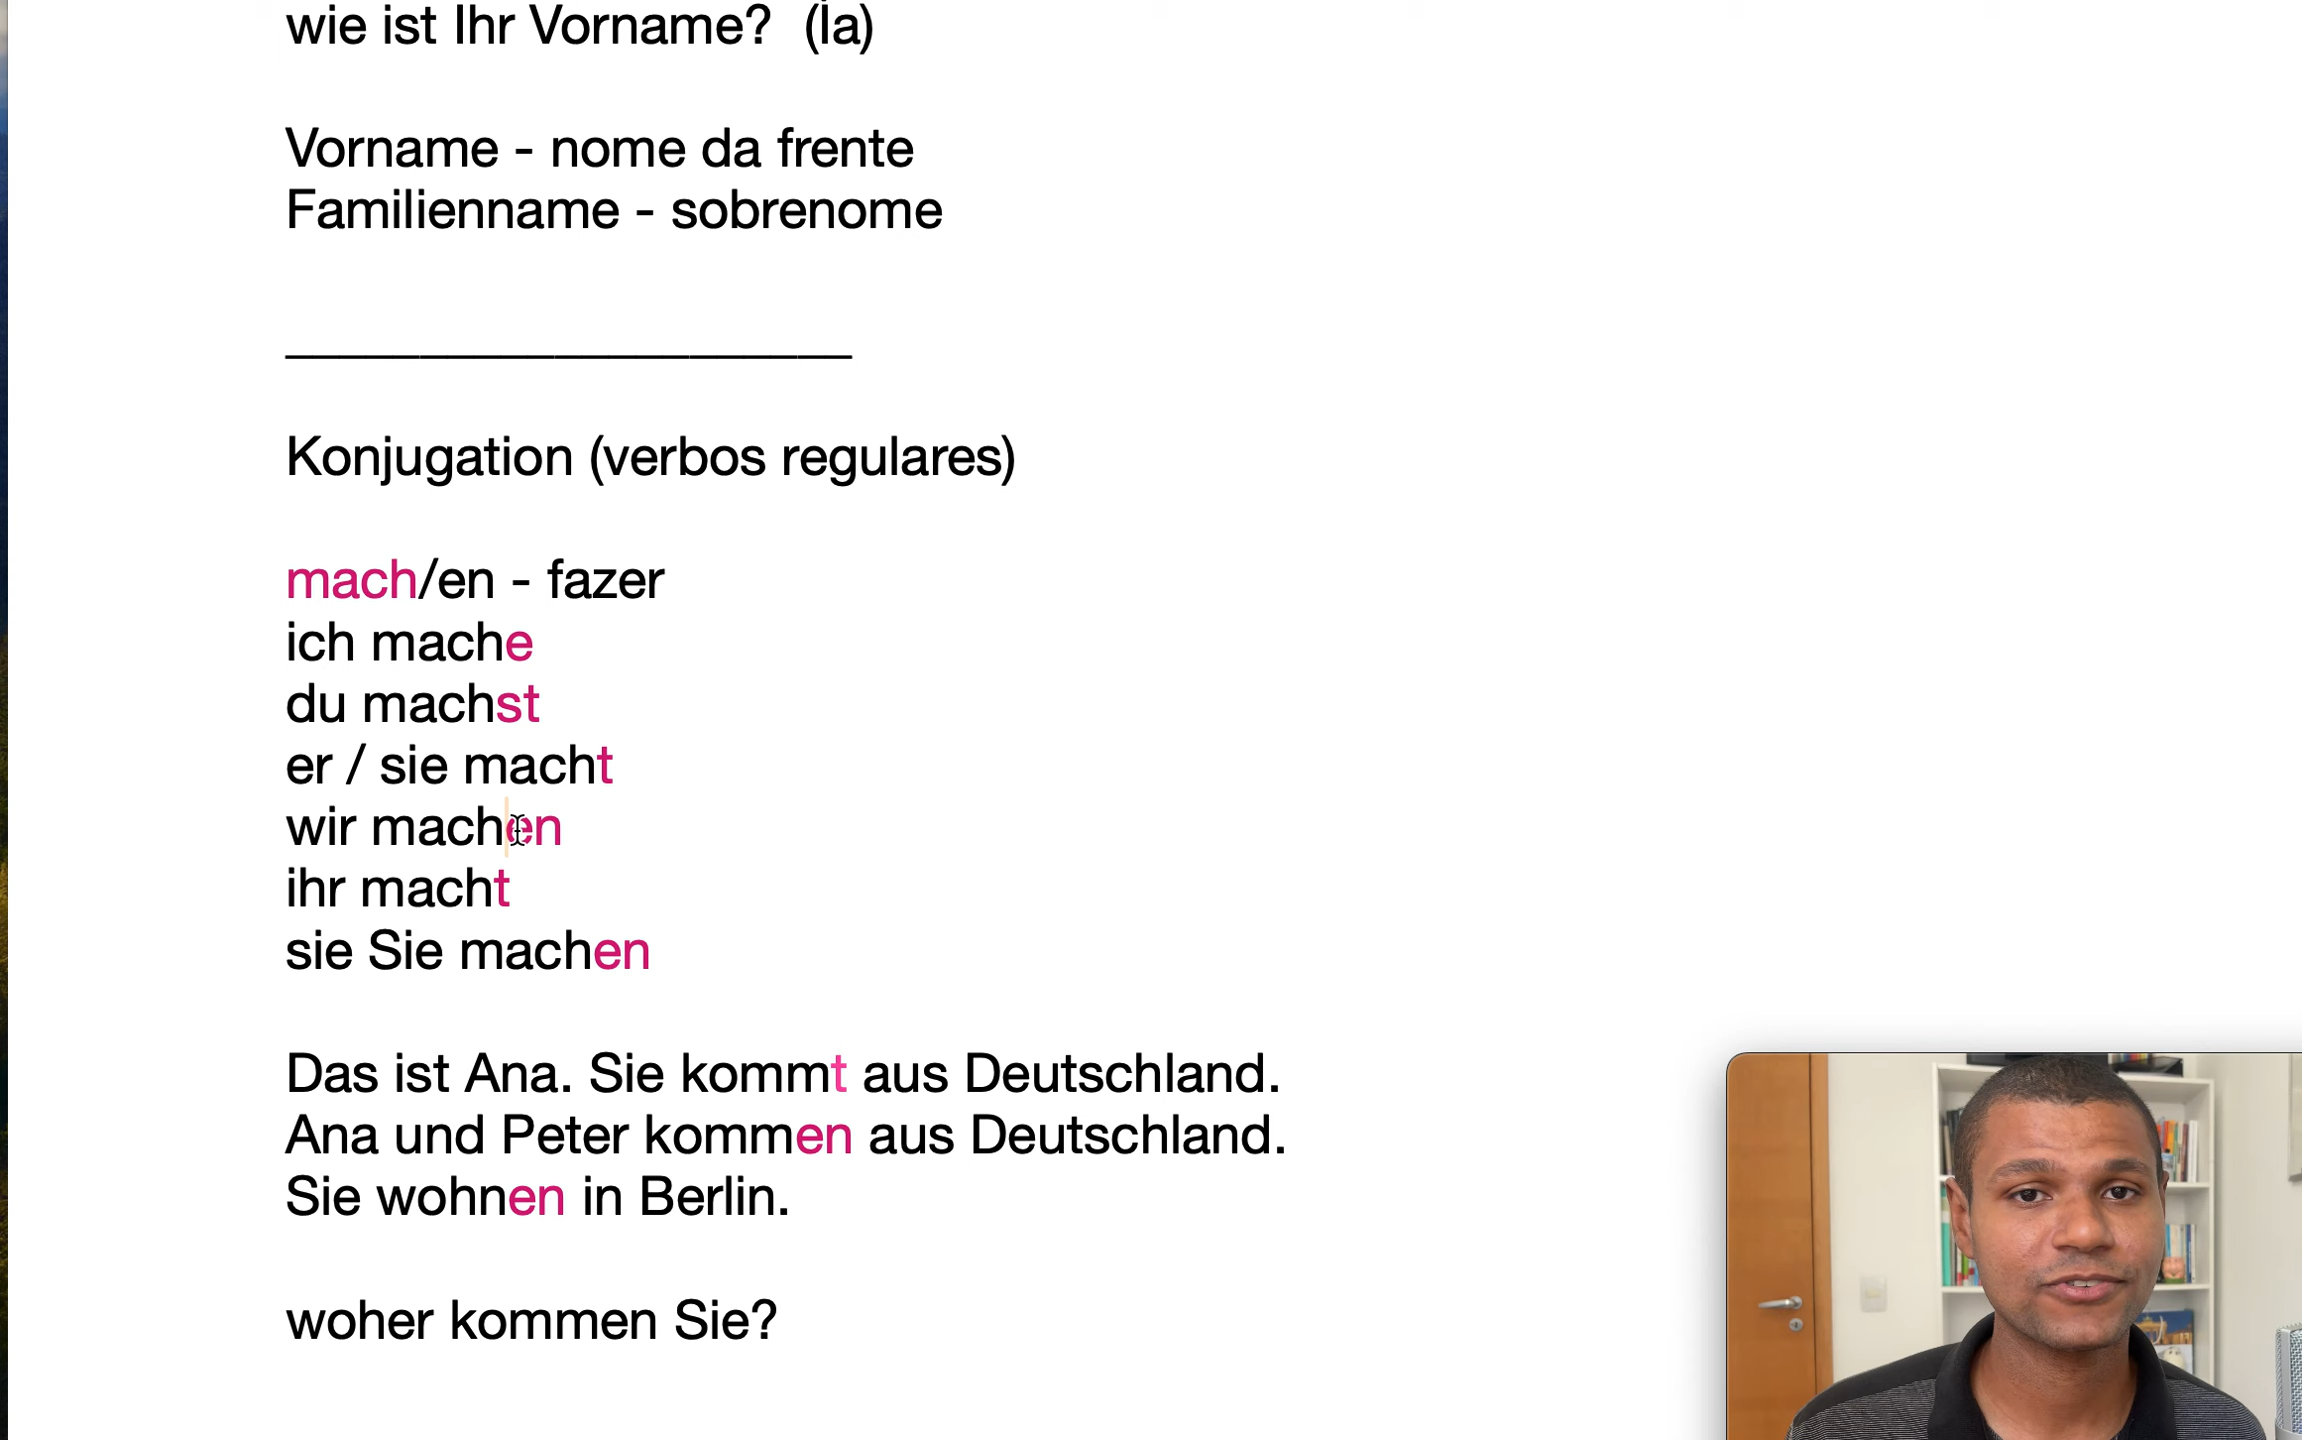 wie ist Ihr Vorname? (Ia)
Vorname - nome da frente
Familienname - sobrenome
_____________________
Konjugation (verbos regulares)
mach/en - fazer
ich mache
du machst
er / sie macht
wir machen
ihr macht
sie Sie machen
Das ist Ana. Sie kommt aus Deutschland.
Ana und Peter kommen aus Deutschland.
Sie wohnen in Berlin.
woher kommen Sie?